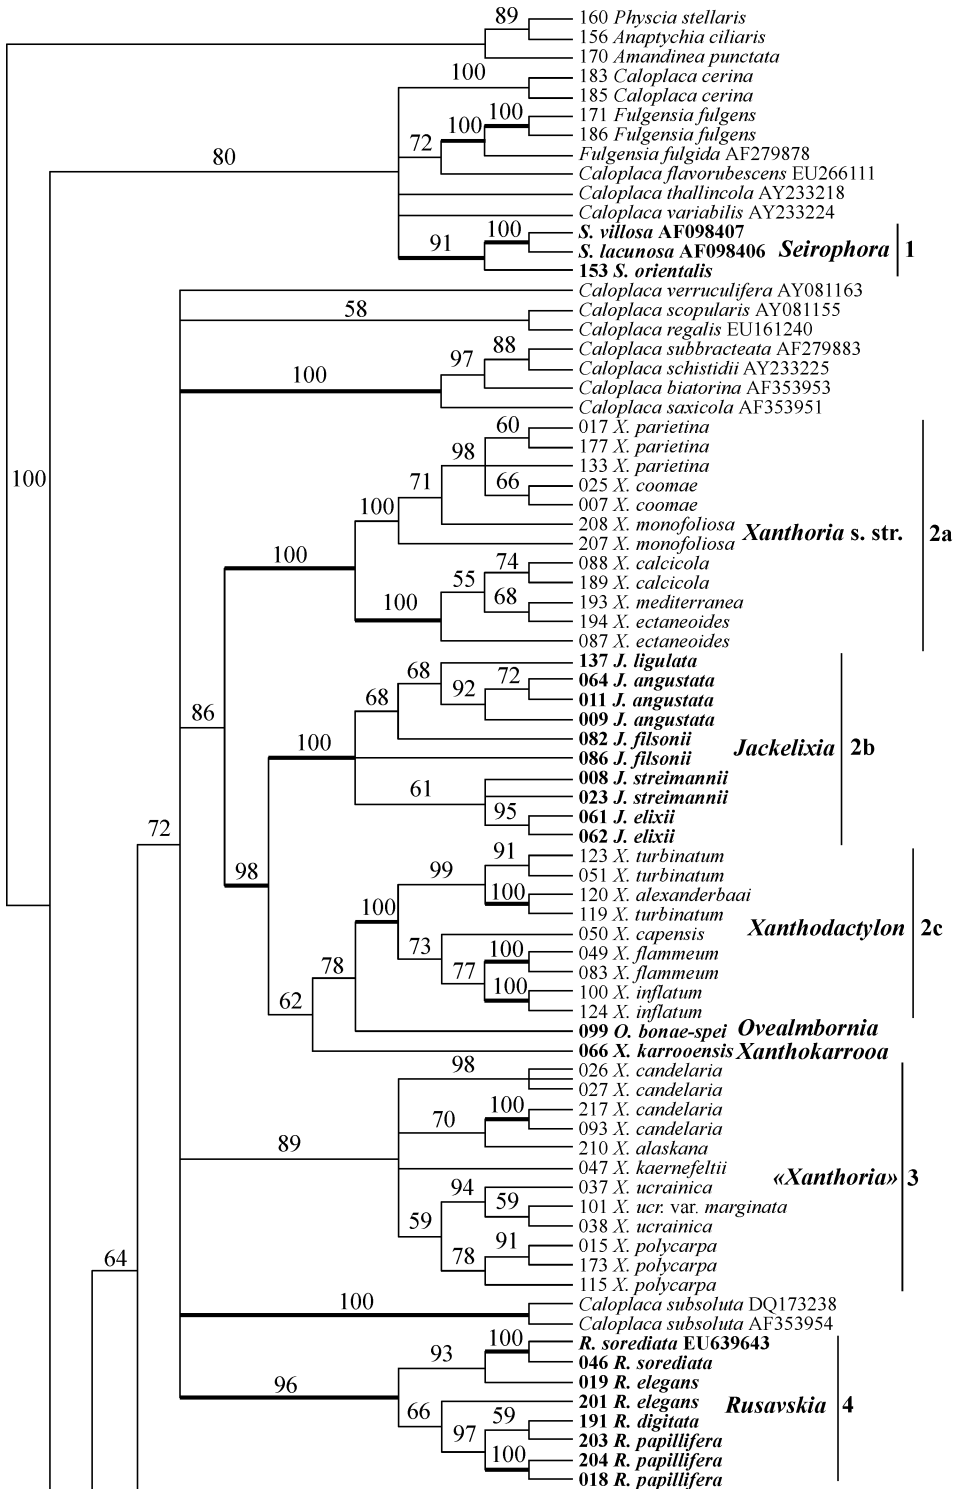 89
160 Physcia stellaris
156 Anaptychia ciliaris
170 Amandinea punctata
183 Caloplaca cerina
100
185 Caloplaca cerina
171 Fulgensia fulgens
100
186 Fulgensia fulgens
100
72
Fulgensia fulgida AF279878
80
Caloplaca flavorubescens EU266111
Caloplaca thallincola AY233218
Caloplaca variabilis AY233224
100
S. villosa AF098407
91
S. lacunosa AF098406
Seirophora 1
153 S. orientalis
Caloplaca verruculifera AY081163
58
Caloplaca scopularis AY081155
Caloplaca regalis EU161240
88
Caloplaca subbracteata AF279883
97
100
Caloplaca schistidii AY233225
Caloplaca biatorina AF353953
Caloplaca saxicola AF353951
60
017 X. parietina
177 X. parietina
98
133 X. parietina
100
71
66
025 X. coomae
007 X. coomae
100
208 X. monofoliosa
207 X. monofoliosa
Xanthoria s. str. 2a
100
74
088 X. calcicola
55
189 X. calcicola
100
68
193 X. mediterranea
194 X. ectaneoides
087 X. ectaneoides
137 J. ligulata
68
72
064 J. angustata
68
92
011 J. angustata
86
009 J. angustata
100
082 J. filsonii
Jackelixia 2b
086 J. filsonii
61
008 J. streimannii
023 J. streimannii
95
061 J. elixii
72
062 J. elixii
91
123 X. turbinatum
98
99
051 X. turbinatum
100
120 X. alexanderbaai
100
119 X. turbinatum
Xanthodactylon 2c
73
050 X. capensis
100
049 X. flammeum
78
77
083 X. flammeum
100
100 X. inflatum
62
124 X. inflatum
099 O. bonae-spei Ovealmbornia
066 X. karrooensis Xanthokarrooa
98
026 X. candelaria
027 X. candelaria
100
217 X. candelaria
70
093 X. candelaria
89
210 X. alaskana
047 X. kaernefeltii
«Xanthoria» 3
94
037 X. ucrainica
59
101 X. ucr. var. marginata
59
038 X. ucrainica
91
015 X. polycarpa
64
78
173 X. polycarpa
115 X. polycarpa
100
Caloplaca subsoluta DQ173238
Caloplaca subsoluta AF353954
100
R. sorediata EU639643
93
046 R. sorediata
96
019 R. elegans
201 R. elegans
Rusavskia 4
66
59
191 R. digitata
97
203 R. papillifera
100
204 R. papillifera
018 R. papillifera